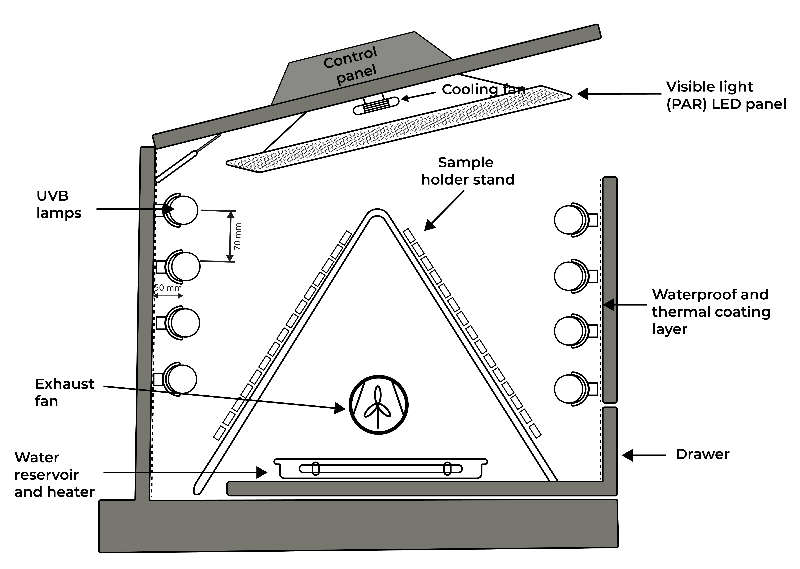 Control
panel
Cooling fan
Visible light
(PAR) LED panel
Sample
holder stand
UVB
lamps
70 mm
50 mm
Waterproof and
thermal coating
layer
Exhaust
fan
Drawer
Water
reservoir
and heater